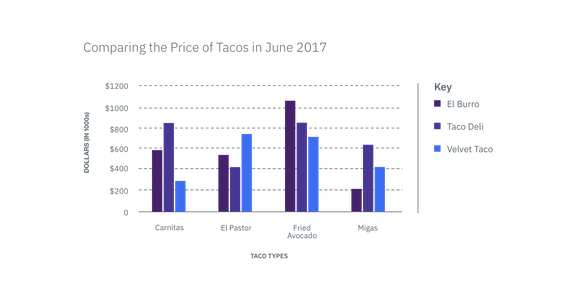 Comparing the Price of Tacos in June 2017
DOLLARS (IN 1000s)
$1200
$1000
$800
$600
$400
$200
0
Carnitas
El Pastor
Fried
Avocado
Migas
TACO TYPES
Key
El Burro
Taco Deli
Velvet Taco